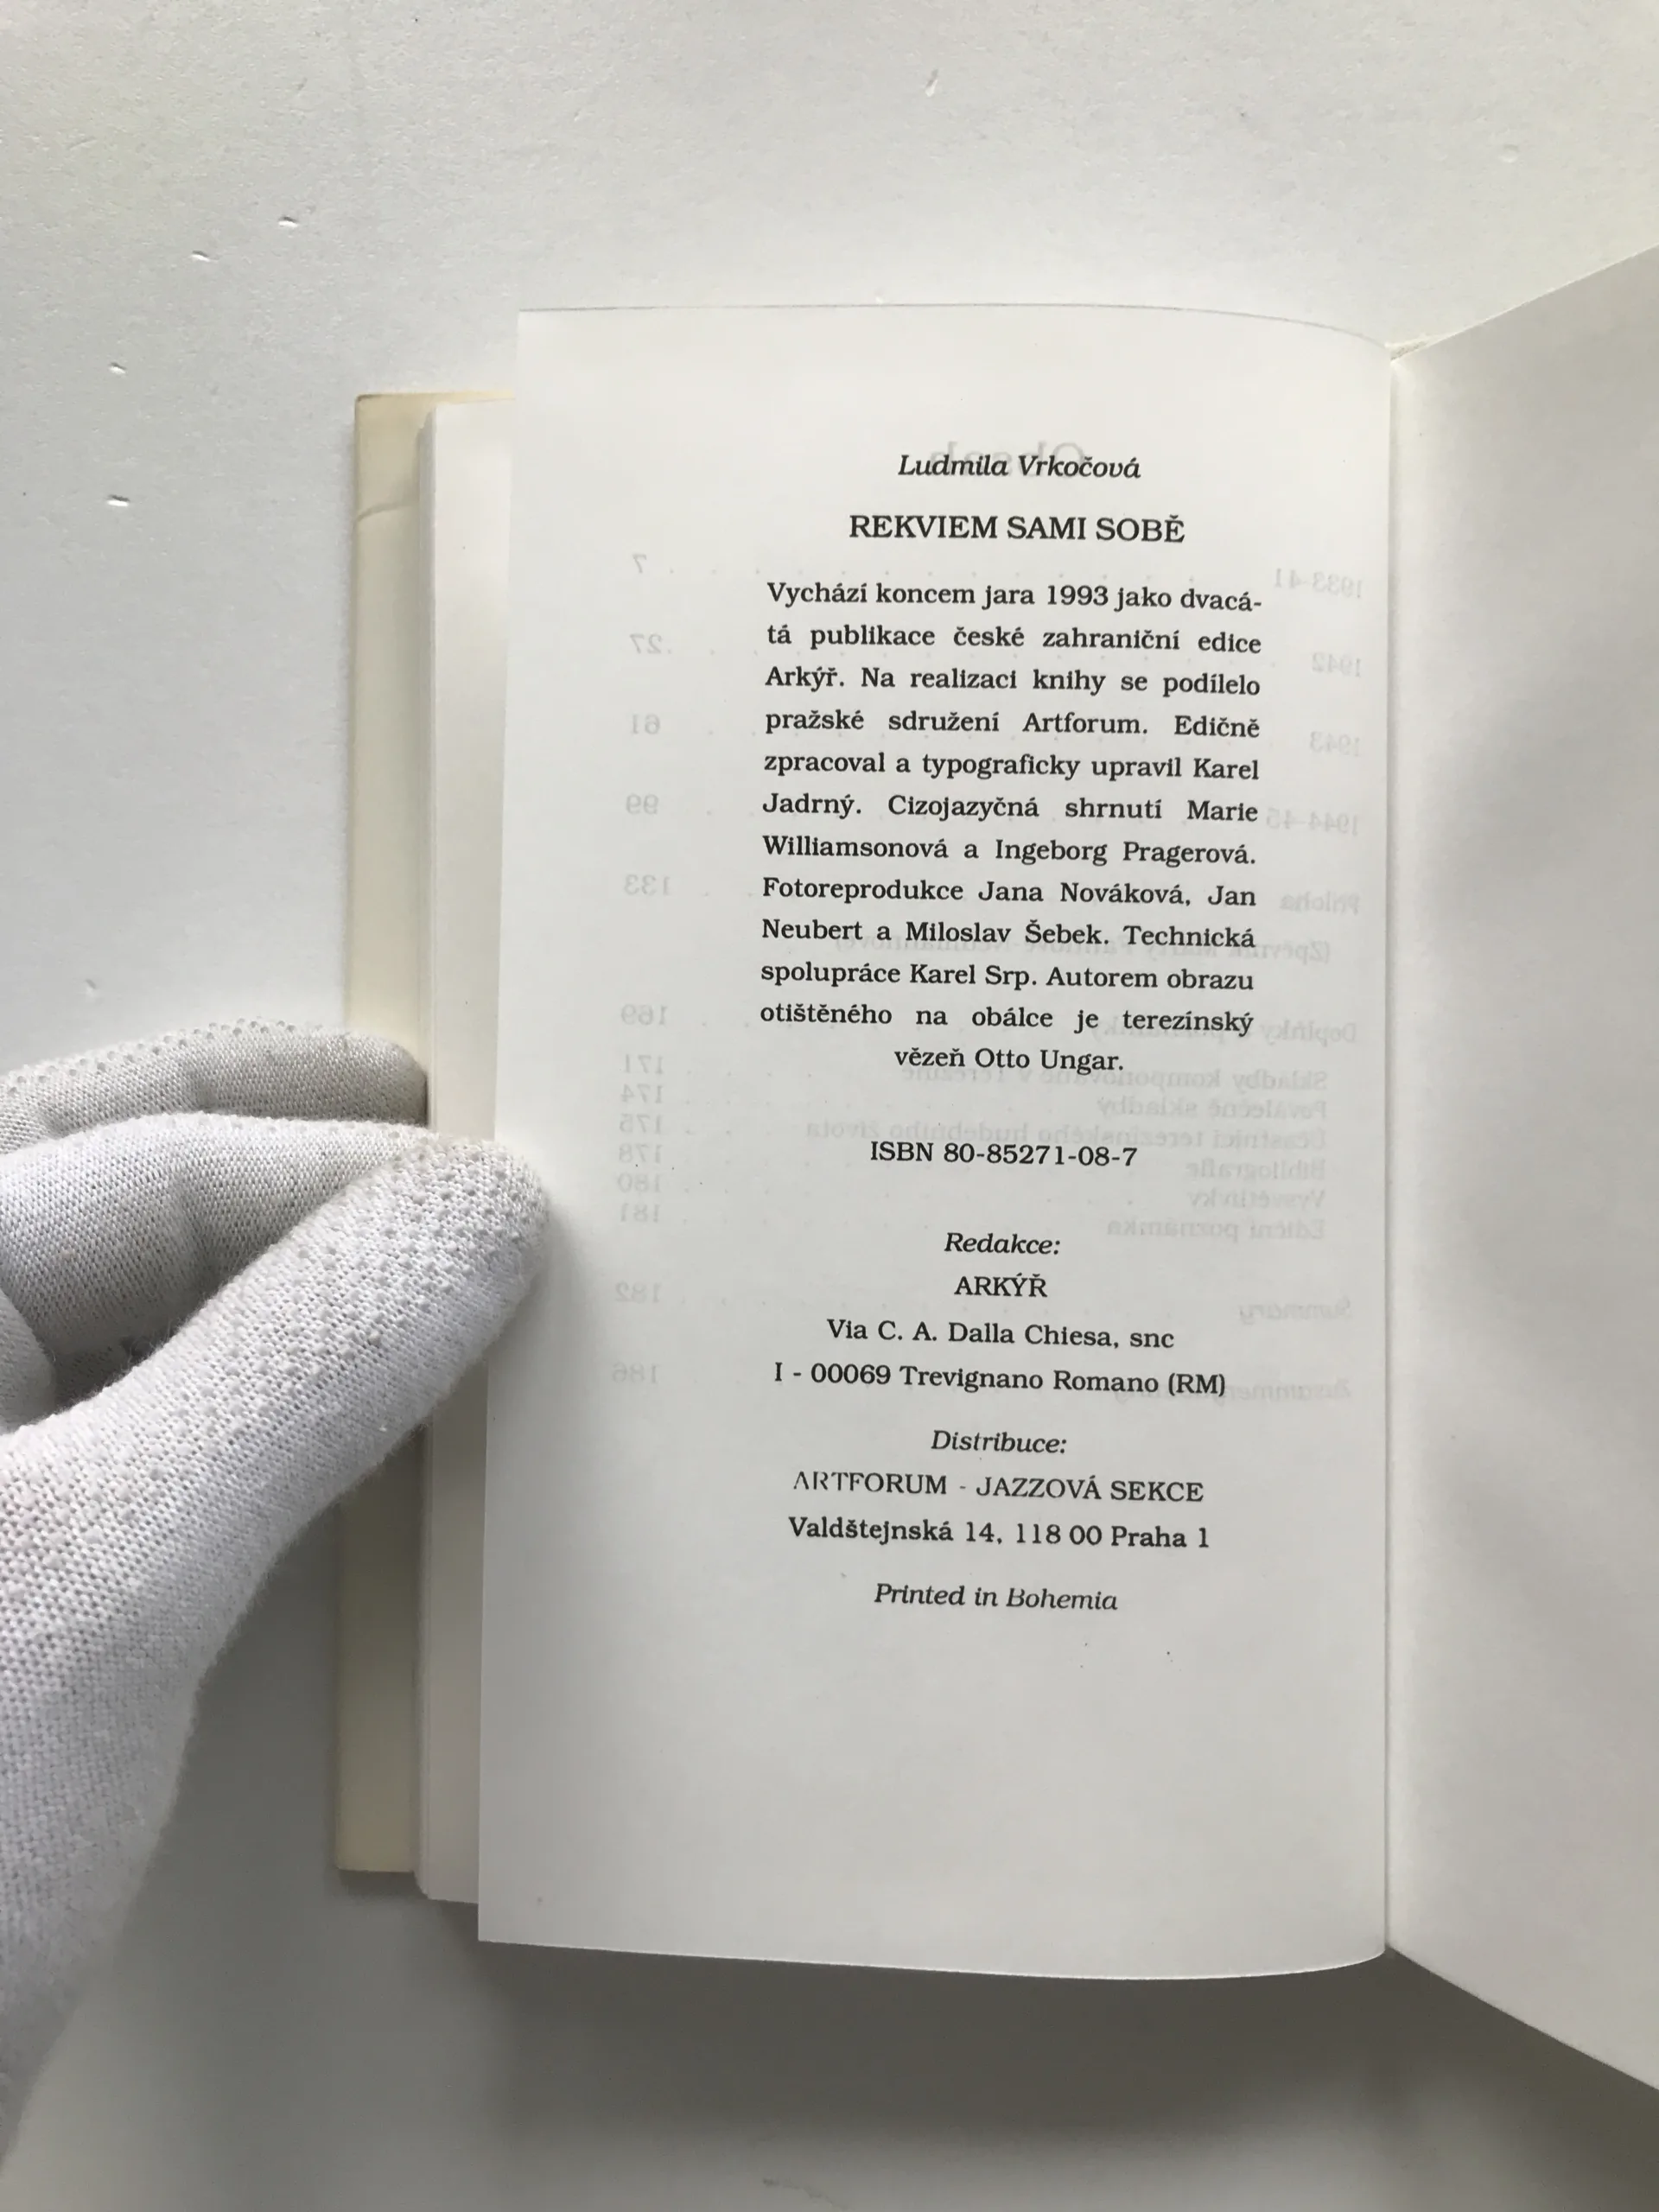 Ludmila Vrkočová
REKVIEM SAMI SOBĚ
Vychází koncem jara 1993 jako dvacá-
tá publikace české zahraniční edice
Arkýř. Na realizaci knihy se podílelo
pražské sdružení Artforum. Edičně
zpracoval a typograficky upravil Karel
Jadrný. Cizojazyčná shrnutí Marie
Williamsonová a Ingeborg Pragerová.
Fotoreprodukce Jana Nováková, Jan
Neubert a Miloslav Šebek. Technická
spolupráce Karel Srp. Autorem obrazu
otištěného na obálce je terezínský
vězeň Otto Ungar.
ISBN 80-85271-08-7
Redakce:
ARKÝŘ
Via C. A. Dalla Chiesa, snc
I - 00069 Trevignano Romano (RM)
Distribuce:
ARTFORUM - JAZZOVÁ SEKCE
Valdštejnská 14, 118 00 Praha 1
Printed in Bohemia